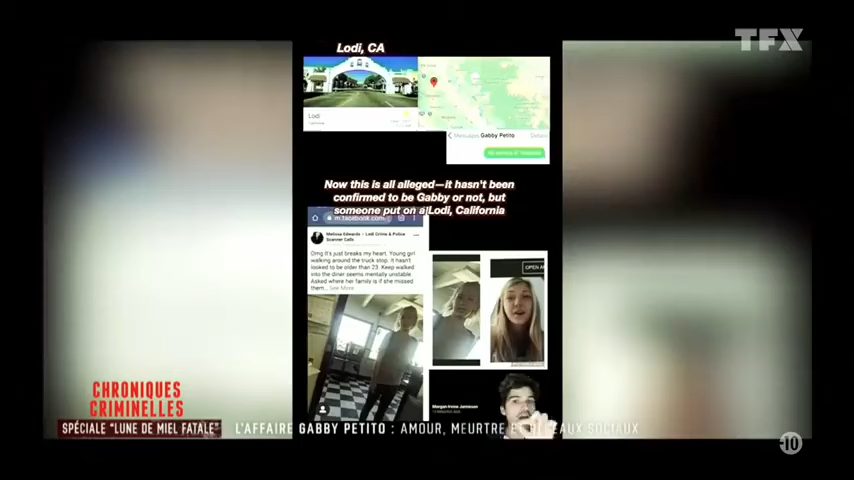 TFX
Lodi, CA
Lodi
Messages Gabby Petito
Now this is all alleged—it hasn't been
confirmed to be Gabby or not, but
someone put on a Lodi, California
m.facebook.com
Melissa Edwards - Lodi Crime & Police
Scanner Calls
Omg it's just breaks my heart. Young girl
walking around the truck stop. It hasn't
looked to be older than 23. Keep walked
into the diner seems mentally unstable
Asked where her family is if she missed
them... See More
OPEN
CHRONIQUES
CRIMINELLES
SPÉCIALE "LUNE DE MIEL FATALE"
L'AFFAIRE GABBY PETITO : AMOUR, MEURTRE ET RÉSEAUX SOCIAUX
-10